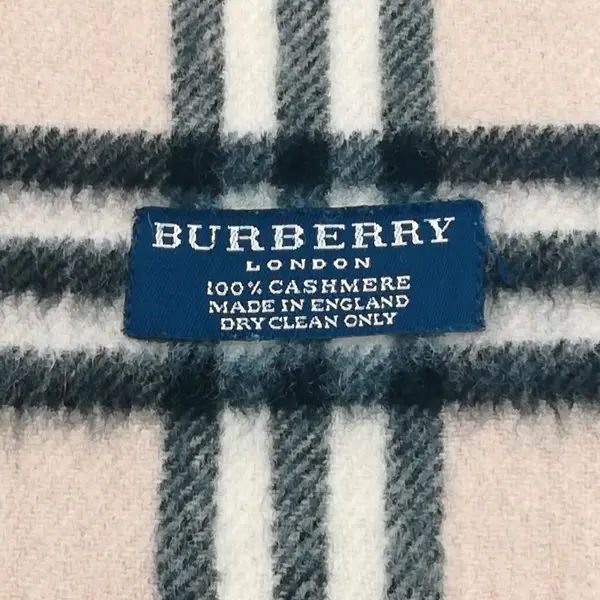 BURBERRY
LONDON
100% CASHMERE
MADE IN ENGLAND
DRY CLEAN ONLY